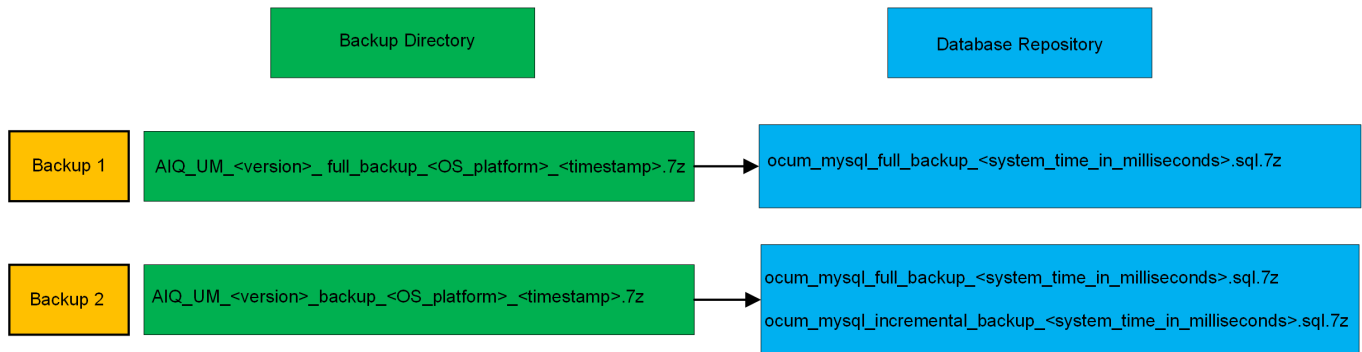 Backup Directory
Database Repository
Backup 1
AIQ_UM_<version>_ full_backup_<OS_platform>_<timestamp>.7z
ocum_mysql_full_backup_<system_time_in_milliseconds>.sql.7z
Backup 2
AIQ_UM_<version>_backup_<OS_platform>_<timestamp>.7z
ocum_mysql_full_backup_<system_time_in_milliseconds>.sql.7z
ocum_mysql_incremental_backup_<system_time_in_milliseconds>.sql.7z